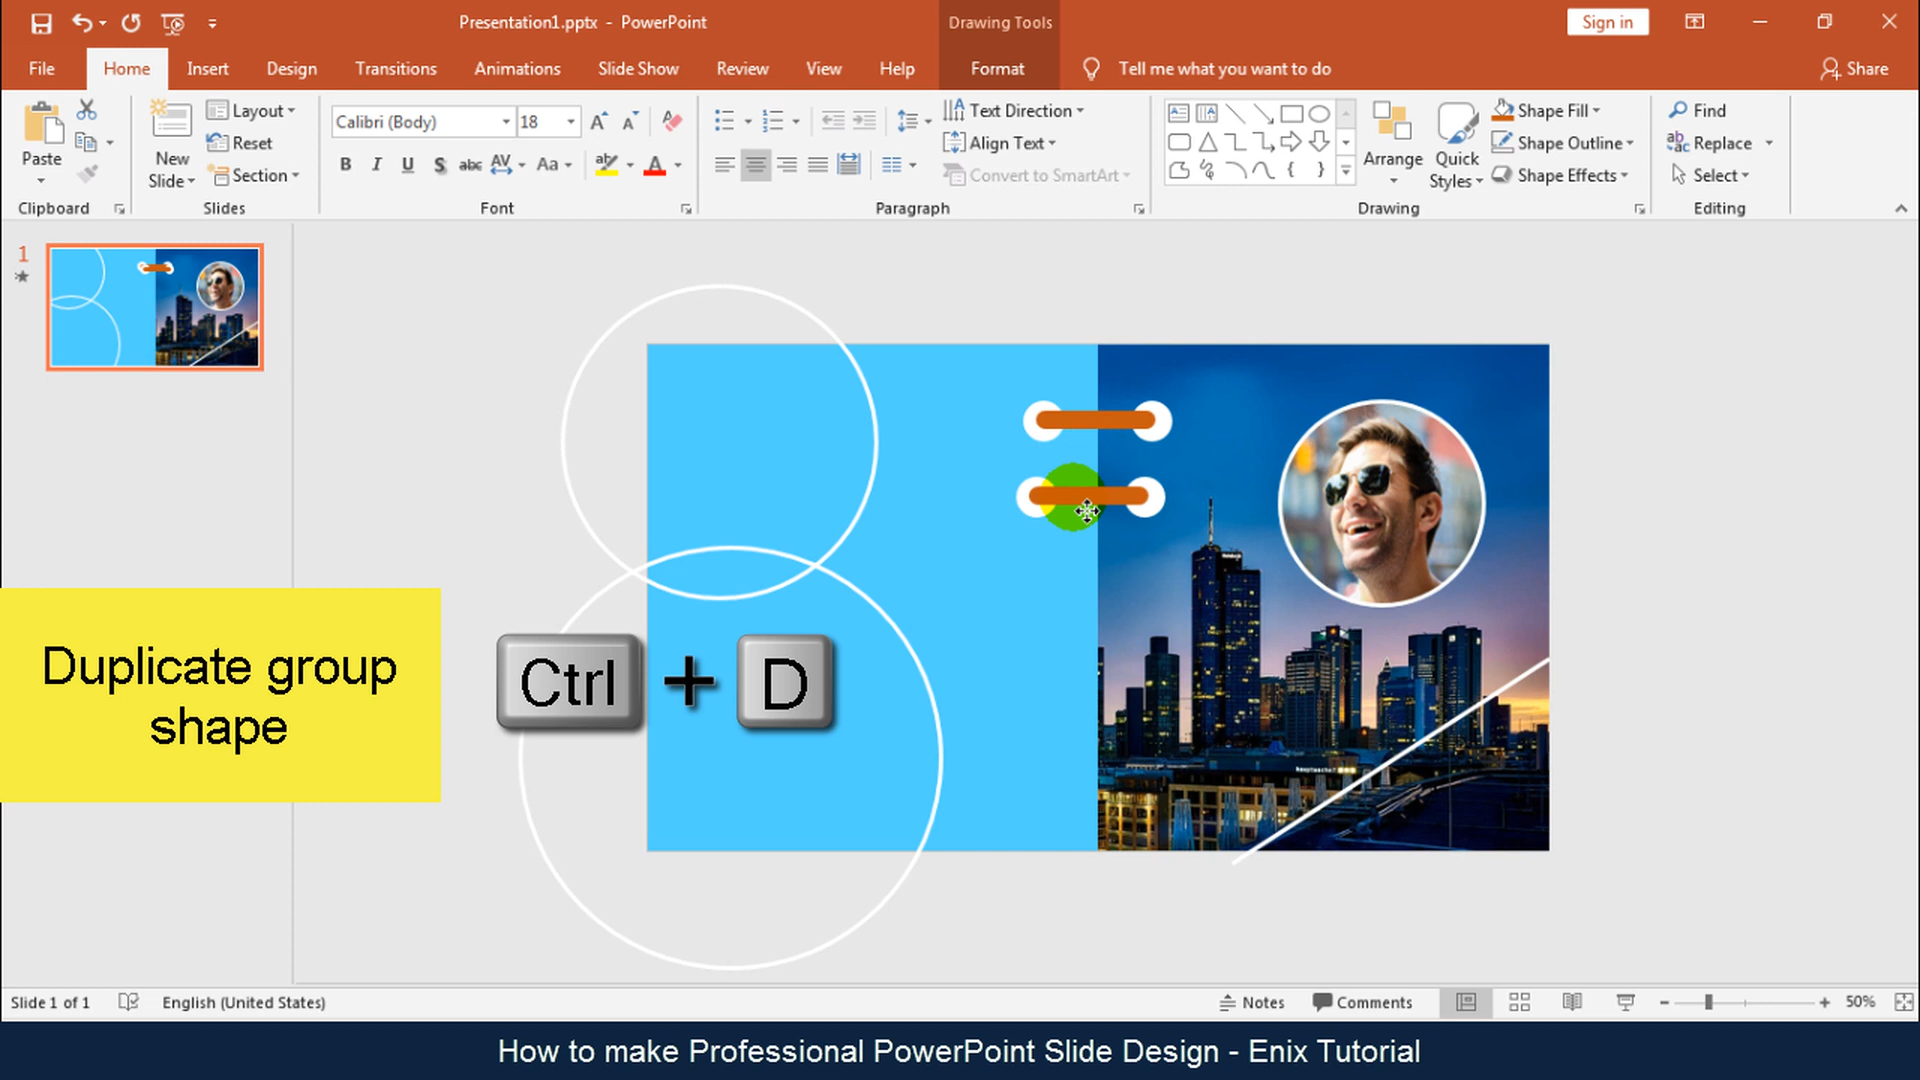 Presentation1.pptx - PowerPoint
Drawing Tools
Sign in
File
Home
Insert
Design
Transitions
Animations
Slide Show
Review
View
Help
Format
Tell me what you want to do
Share
Paste
New
Slide
Layout
Reset
Section
Calibri (Body)
18
A
A
A
B
I
U
S
abc
AV
Aa
ab
A
Text Direction
Align Text
Convert to SmartArt
Arrange
Quick
Styles
Shape Fill
Shape Outline
Shape Effects
Find
Replace
Select
Clipboard
Slides
Font
Paragraph
Drawing
Editing
1
Duplicate group
shape
Ctrl + D
Slide 1 of 1
English (United States)
Notes
Comments
50%
How to make Professional PowerPoint Slide Design - Enix Tutorial